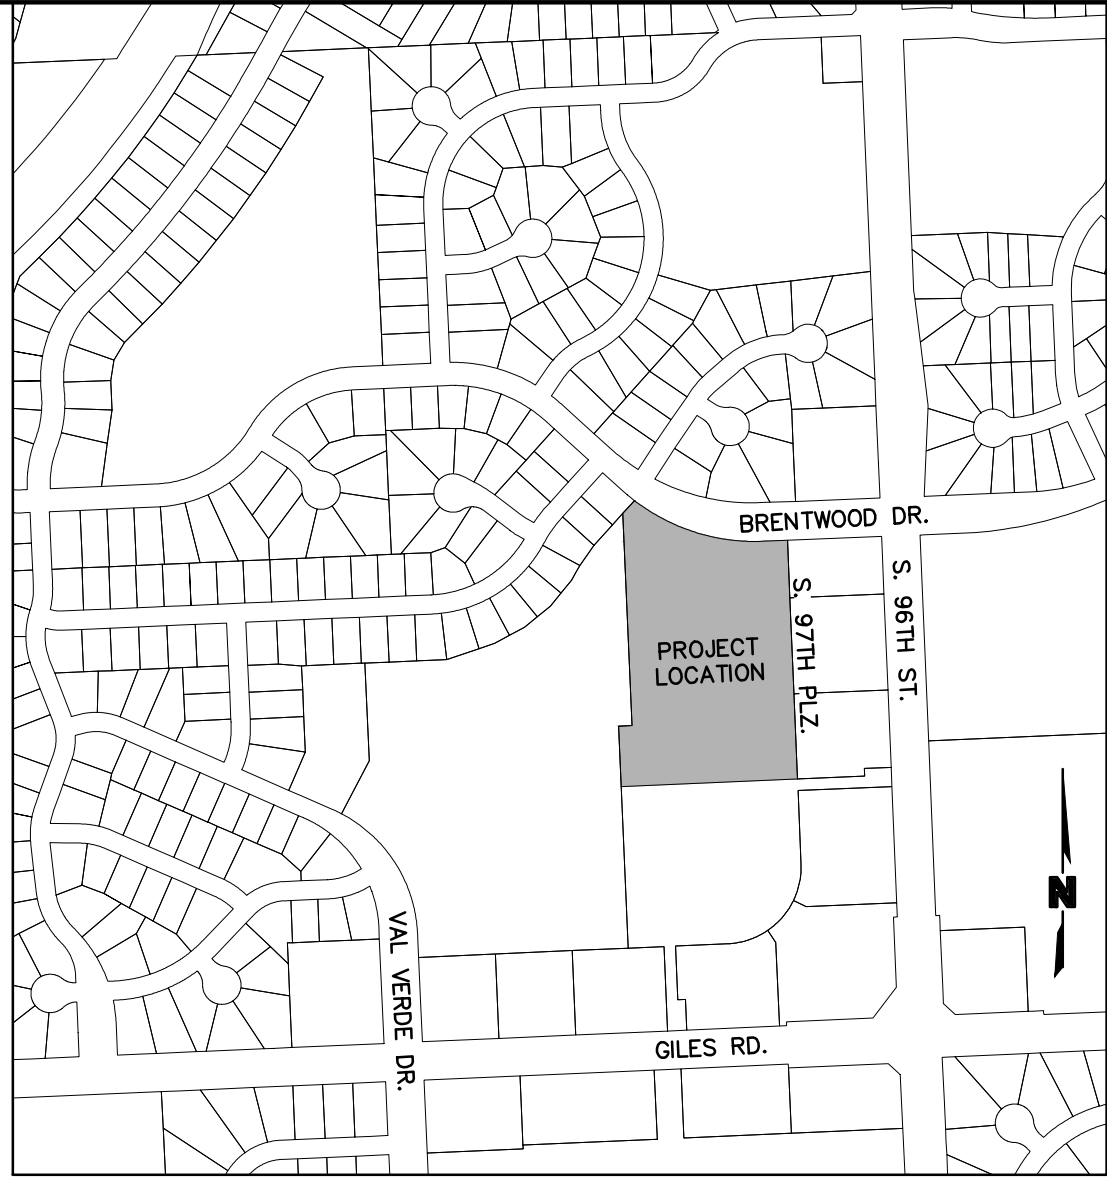 BRENTWOOD DR.
S. 96TH ST.
S. 97TH PLZ.
PROJECT
LOCATION
N
VAL VERDE DR.
GILES RD.